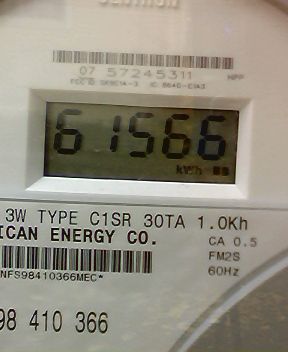 07 57245311 HPP
61566
kWh
3W TYPE C1SR 30TA 1.0Kh
ICAN ENERGY CO.
CA 0.5
FM2S
NFS98410366MEC*
60Hz
98 410 366